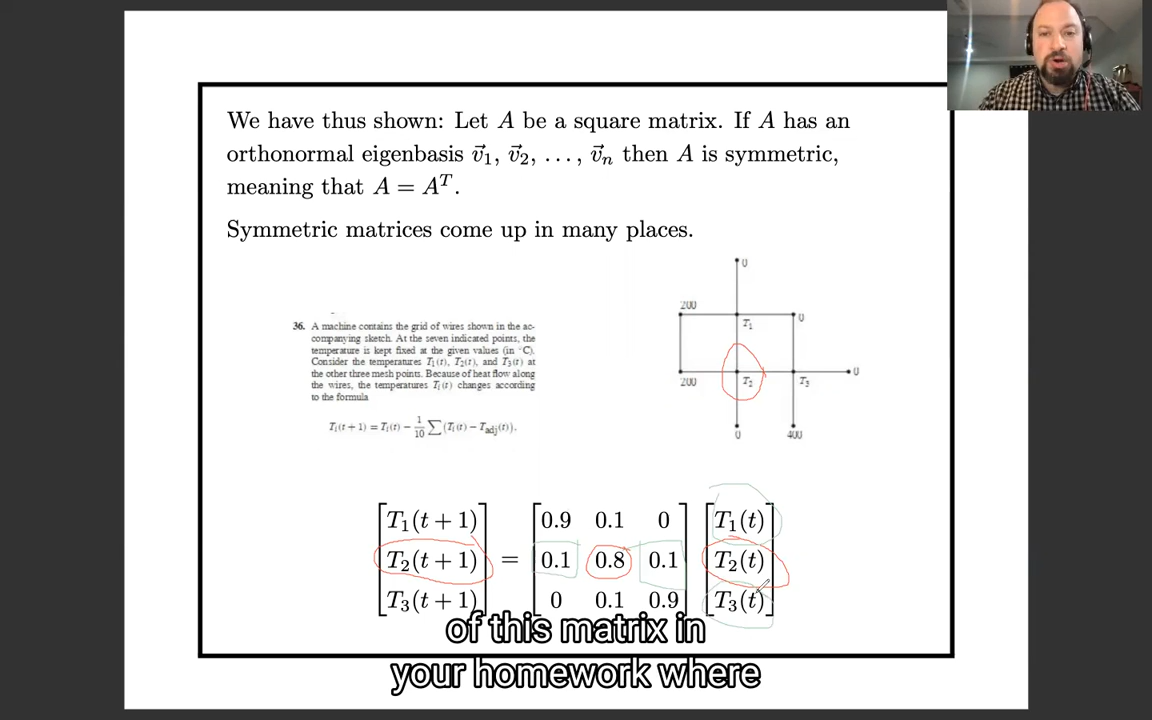 We have thus shown: Let A be a square matrix. If A has an
orthonormal eigenbasis v⃗₁, v⃗₂, . . . , v⃗ₙ then A is symmetric,
meaning that A = Aᵀ.
Symmetric matrices come up in many places.
36. A machine contains the grid of wires shown in the ac-
companying sketch. At the seven indicated points, the
temperature is kept fixed at the given values (in °C).
Consider the temperatures T₁(t), T₂(t), and T₃(t) at
the other three mesh points. Because of heat flow along
the wires, the temperatures Tᵢ(t) changes according
to the formula
Tᵢ(t + 1) = Tᵢ(t) − 1/10 ∑(Tᵢ(t) − Tadj(t)).
0
200 0
T₁
0
200 T₂ T₃
0 400
[T₁(t + 1)] [0.9 0.1 0] [T₁(t)]
[T₂(t + 1)] = [0.1 0.8 0.1] [T₂(t)]
[T₃(t + 1)] [0 0.1 0.9] [T₃(t)]
of this matrix in
your homework where